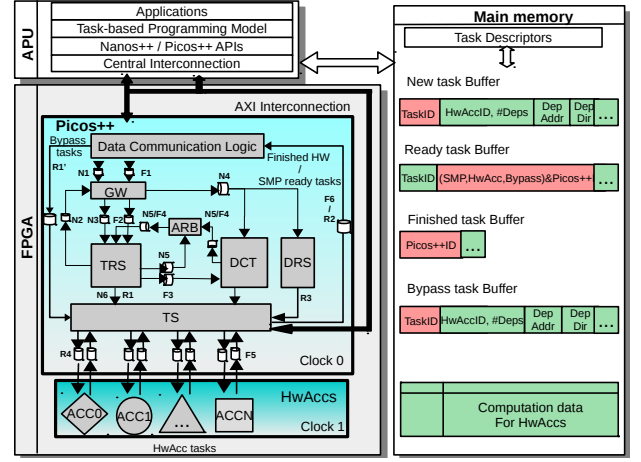 APU
Applications
Task-based Programming Model
Nanos++ / Picos++ APIs
Central Interconnection
FPGA
AXI Interconnection
Picos++
Bypass
tasks
R1'
Data Communication Logic
Finished HW
/
SMP ready tasks
N1
F1
N4
F6
/
R2
GW
N2
N3
F2
N5/F4
ARB
N5/F4
TRS
N5
F3
DCT
DRS
N6
R1
R3
TS
R4
F5
Clock 0
HwAccs
ACC0
ACC1
...
ACCN
Clock 1
HwAcc tasks
Main memory
Task Descriptors
New task Buffer
TaskID
HwAccID, #Deps
Dep
Addr
Dep
Dir
...
Ready task Buffer
TaskID
(SMP,HwAcc,Bypass)&Picos++
...
Finished task Buffer
Picos++ID
...
Bypass task Buffer
TaskID
HwAccID, #Deps
Dep
Addr
Dep
Dir
...
Computation data
For HwAccs